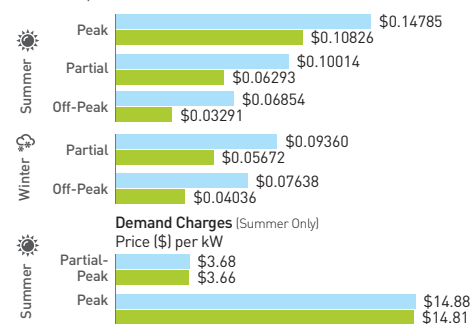 Summer
Peak
$0.14785
$0.10826
Partial
$0.10014
$0.06293
Off-Peak
$0.06854
$0.03291
Winter
Partial
$0.09360
$0.05672
Off-Peak
$0.07638
$0.04036
Demand Charges (Summer Only)
Price ($) per kW
Summer
Partial-
Peak
$3.68
$3.66
Peak
$14.88
$14.81